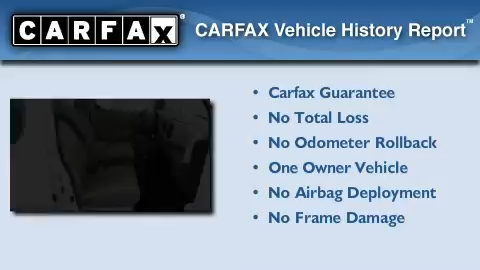 CARFAX® CARFAX Vehicle History Report™
• Carfax Guarantee
• No Total Loss
• No Odometer Rollback
• One Owner Vehicle
• No Airbag Deployment
• No Frame Damage